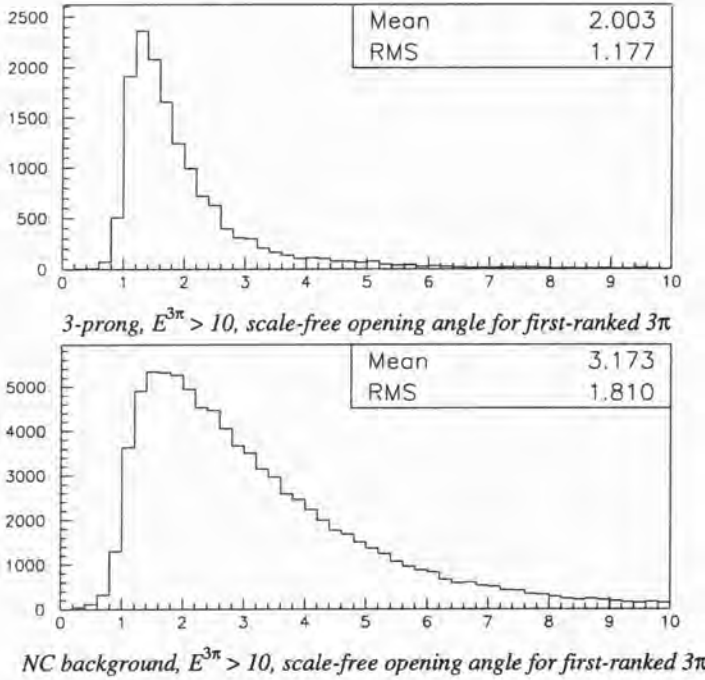 2500
2000
1500
1000
500
0
Mean 2.003
RMS 1.177
0 1 2 3 4 5 6 7 8 9 10
3-prong, E^{3π} > 10, scale-free opening angle for first-ranked 3π
5000
4000
3000
2000
1000
0
Mean 3.173
RMS 1.810
0 1 2 3 4 5 6 7 8 9 10
NC background, E^{3π} > 10, scale-free opening angle for first-ranked 3π